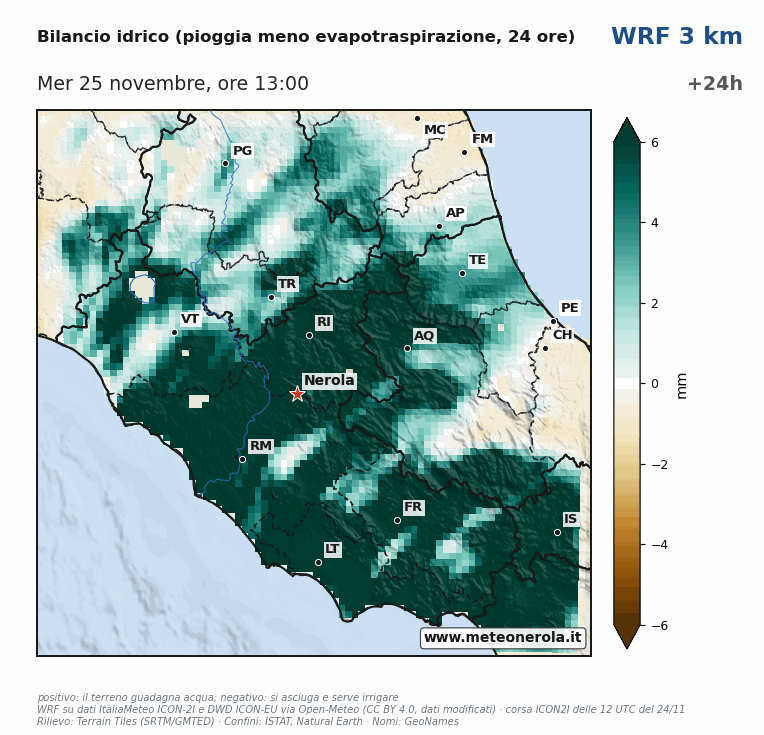 Bilancio idrico (pioggia meno evapotraspirazione, 24 ore)
WRF 3 km
Mer 25 novembre, ore 13:00
+24h
MC
FM
PG
AP
TE
TR
PE
VT
RI
AQ
CH
Nerola
RM
FR
IS
LT
www.meteonerola.it
6
4
2
0
−2
−4
−6
mm
positivo: il terreno guadagna acqua; negativo: si asciuga e serve irrigare
WRF su dati ItaliaMeteo ICON-2I e DWD ICON-EU via Open-Meteo (CC BY 4.0, dati modificati) · corsa ICON2I delle 12 UTC del 24/11
Rilievo: Terrain Tiles (SRTM/GMTED) · Confini: ISTAT, Natural Earth · Nomi: GeoNames